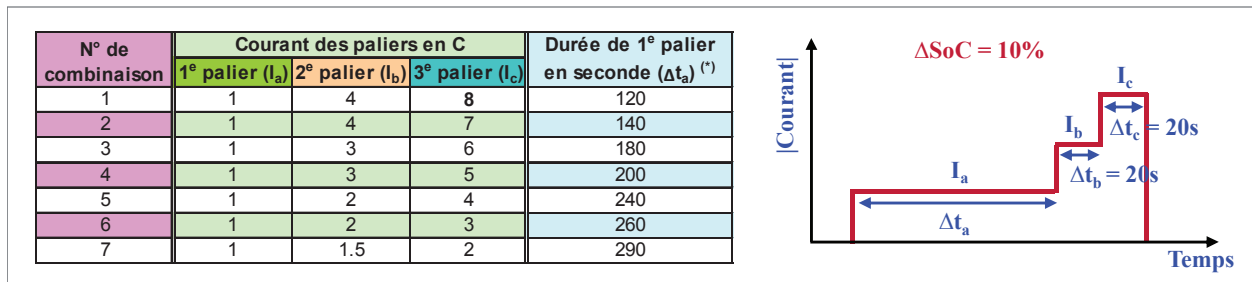 N° de combinaison | Courant des paliers en C | Durée de 1e palier en seconde (Δta) (*)
1e palier (Ia) | 2e palier (Ib) | 3e palier (Ic)
1 | 1 | 4 | 8 | 120
2 | 1 | 4 | 7 | 140
3 | 1 | 3 | 6 | 180
4 | 1 | 3 | 5 | 200
5 | 1 | 2 | 4 | 240
6 | 1 | 2 | 3 | 260
7 | 1 | 1.5 | 2 | 290
|Courant|
ΔSoC = 10%
Ic
Δtc = 20s
Ib
Δtb = 20s
Ia
Δta
Temps